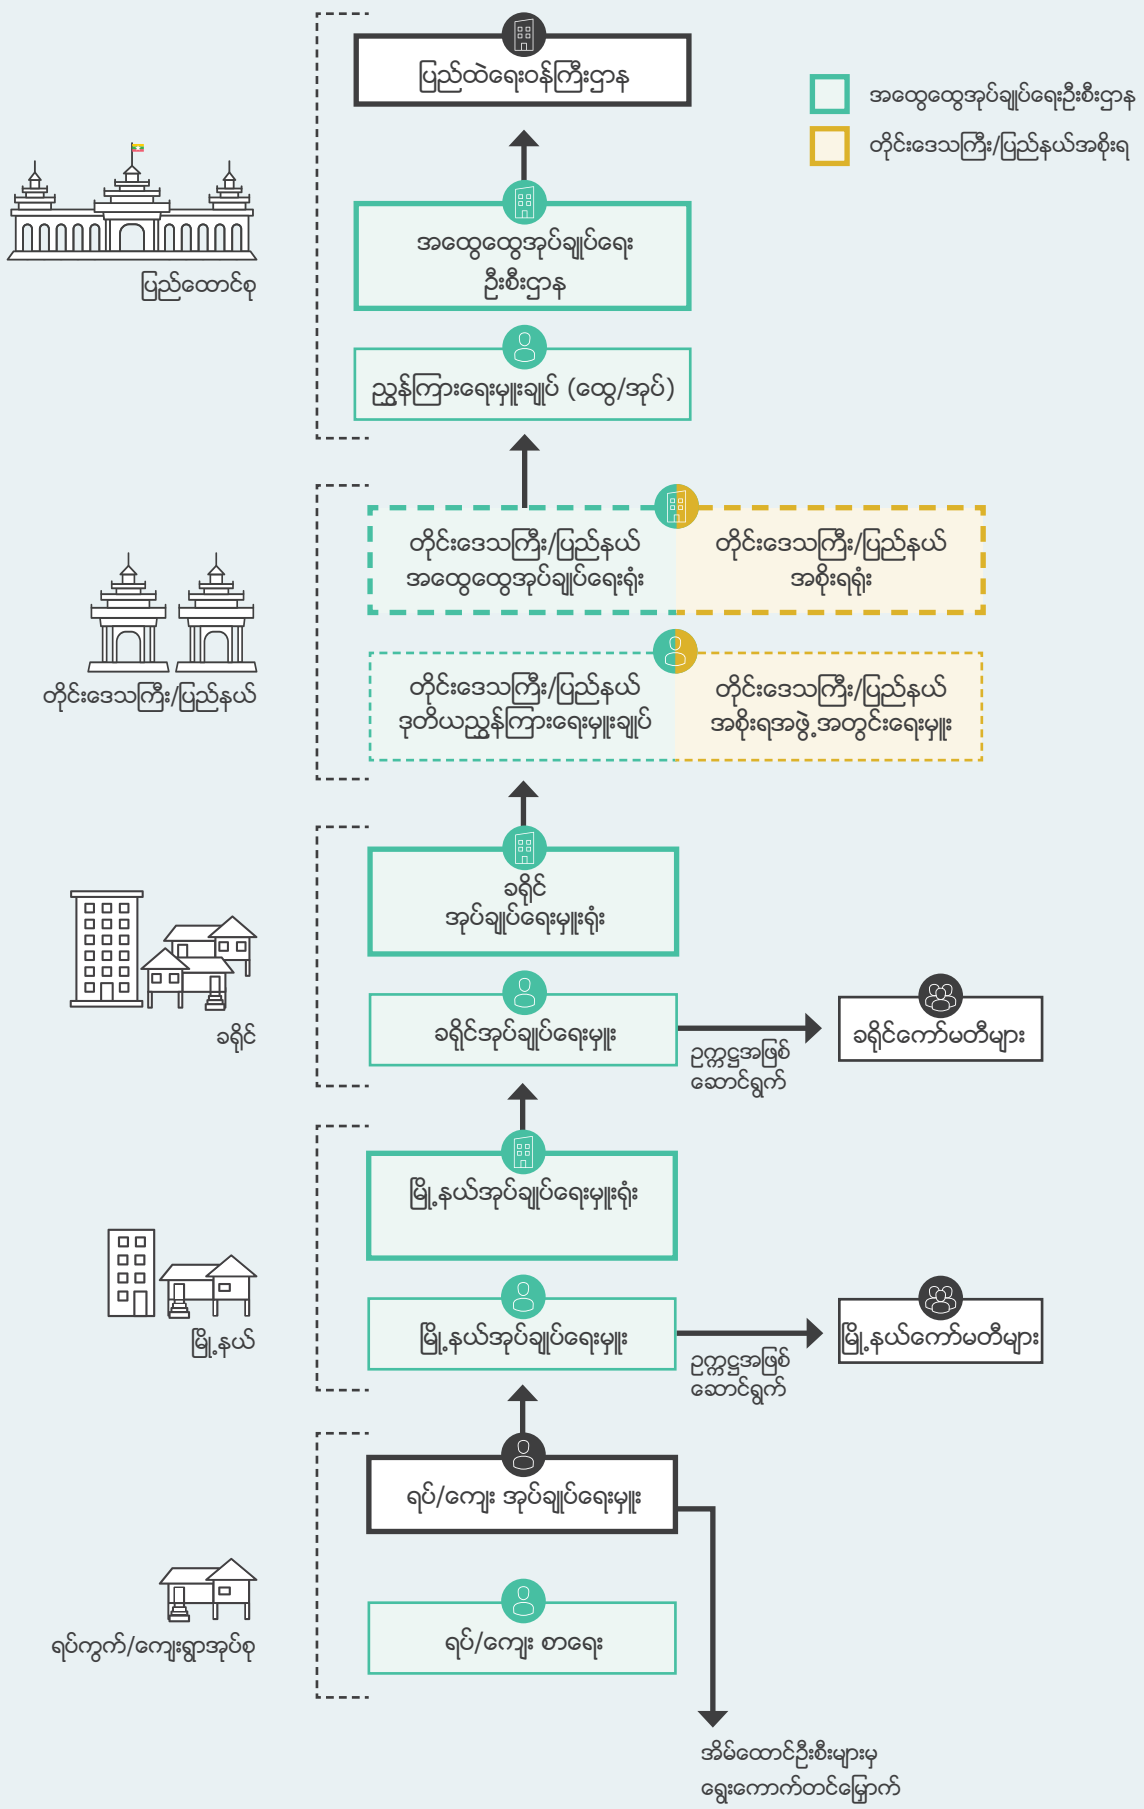 ပြည်ထဲရေးဝန်ကြီးဌာန
အထွေထွေအုပ်ချုပ်ရေးဦးစီးဌာန
တိုင်းဒေသကြီး/ပြည်နယ်အစိုးရ
အထွေထွေအုပ်ချုပ်ရေး
ဦးစီးဌာန
ပြည်ထောင်စု
ညွှန်ကြားရေးမှူးချုပ် (ထွေ/အုပ်)
တိုင်းဒေသကြီး/ပြည်နယ်
အထွေထွေအုပ်ချုပ်ရေးရုံး
တိုင်းဒေသကြီး/ပြည်နယ်
အစိုးရရုံး
တိုင်းဒေသကြီး/ပြည်နယ်
တိုင်းဒေသကြီး/ပြည်နယ်
ဒုတိယညွှန်ကြားရေးမှူးချုပ်
တိုင်းဒေသကြီး/ပြည်နယ်
အစိုးရအဖွဲ့အတွင်းရေးမှူး
ခရိုင်
အုပ်ချုပ်ရေးမှူးရုံး
ခရိုင်
ခရိုင်အုပ်ချုပ်ရေးမှူး
ဥက္ကဋ္ဌအဖြစ်
ဆောင်ရွက်
ခရိုင်ကော်မတီများ
မြို့နယ်အုပ်ချုပ်ရေးမှူးရုံး
မြို့နယ်
မြို့နယ်အုပ်ချုပ်ရေးမှူး
ဥက္ကဋ္ဌအဖြစ်
ဆောင်ရွက်
မြို့နယ်ကော်မတီများ
ရပ်/ကျေး အုပ်ချုပ်ရေးမှူး
ရပ်ကွက်/ကျေးရွာအုပ်စု
ရပ်/ကျေး စာရေး
အိမ်ထောင်ဦးစီးများမှ
ရွေးကောက်တင်မြှောက်